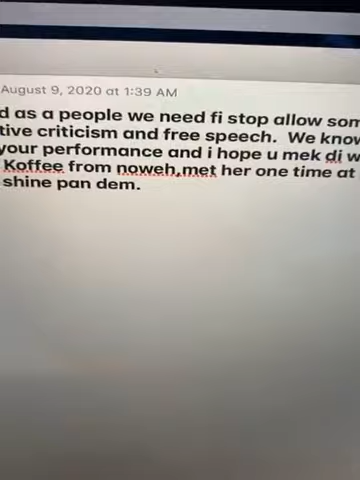 August 9, 2020 at 1:39 AM
d as a people we need fi stop allow som
tive criticism and free speech. We know
your performance and i hope u mek di w
Koffee from noweh,met her one time at
shine pan dem.